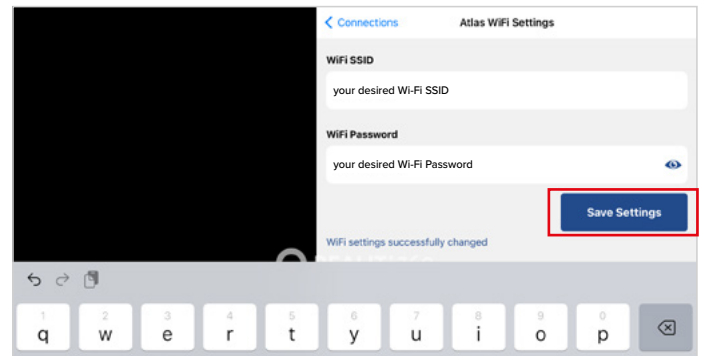 Connections Atlas WiFi Settings
WiFi SSID
your desired Wi-Fi SSID
WiFi Password
your desired Wi-Fi Password
Save Settings
WiFi settings successfully changed
1 2 3 4 5 6 7 8 9 0
q w e r t y u i o p